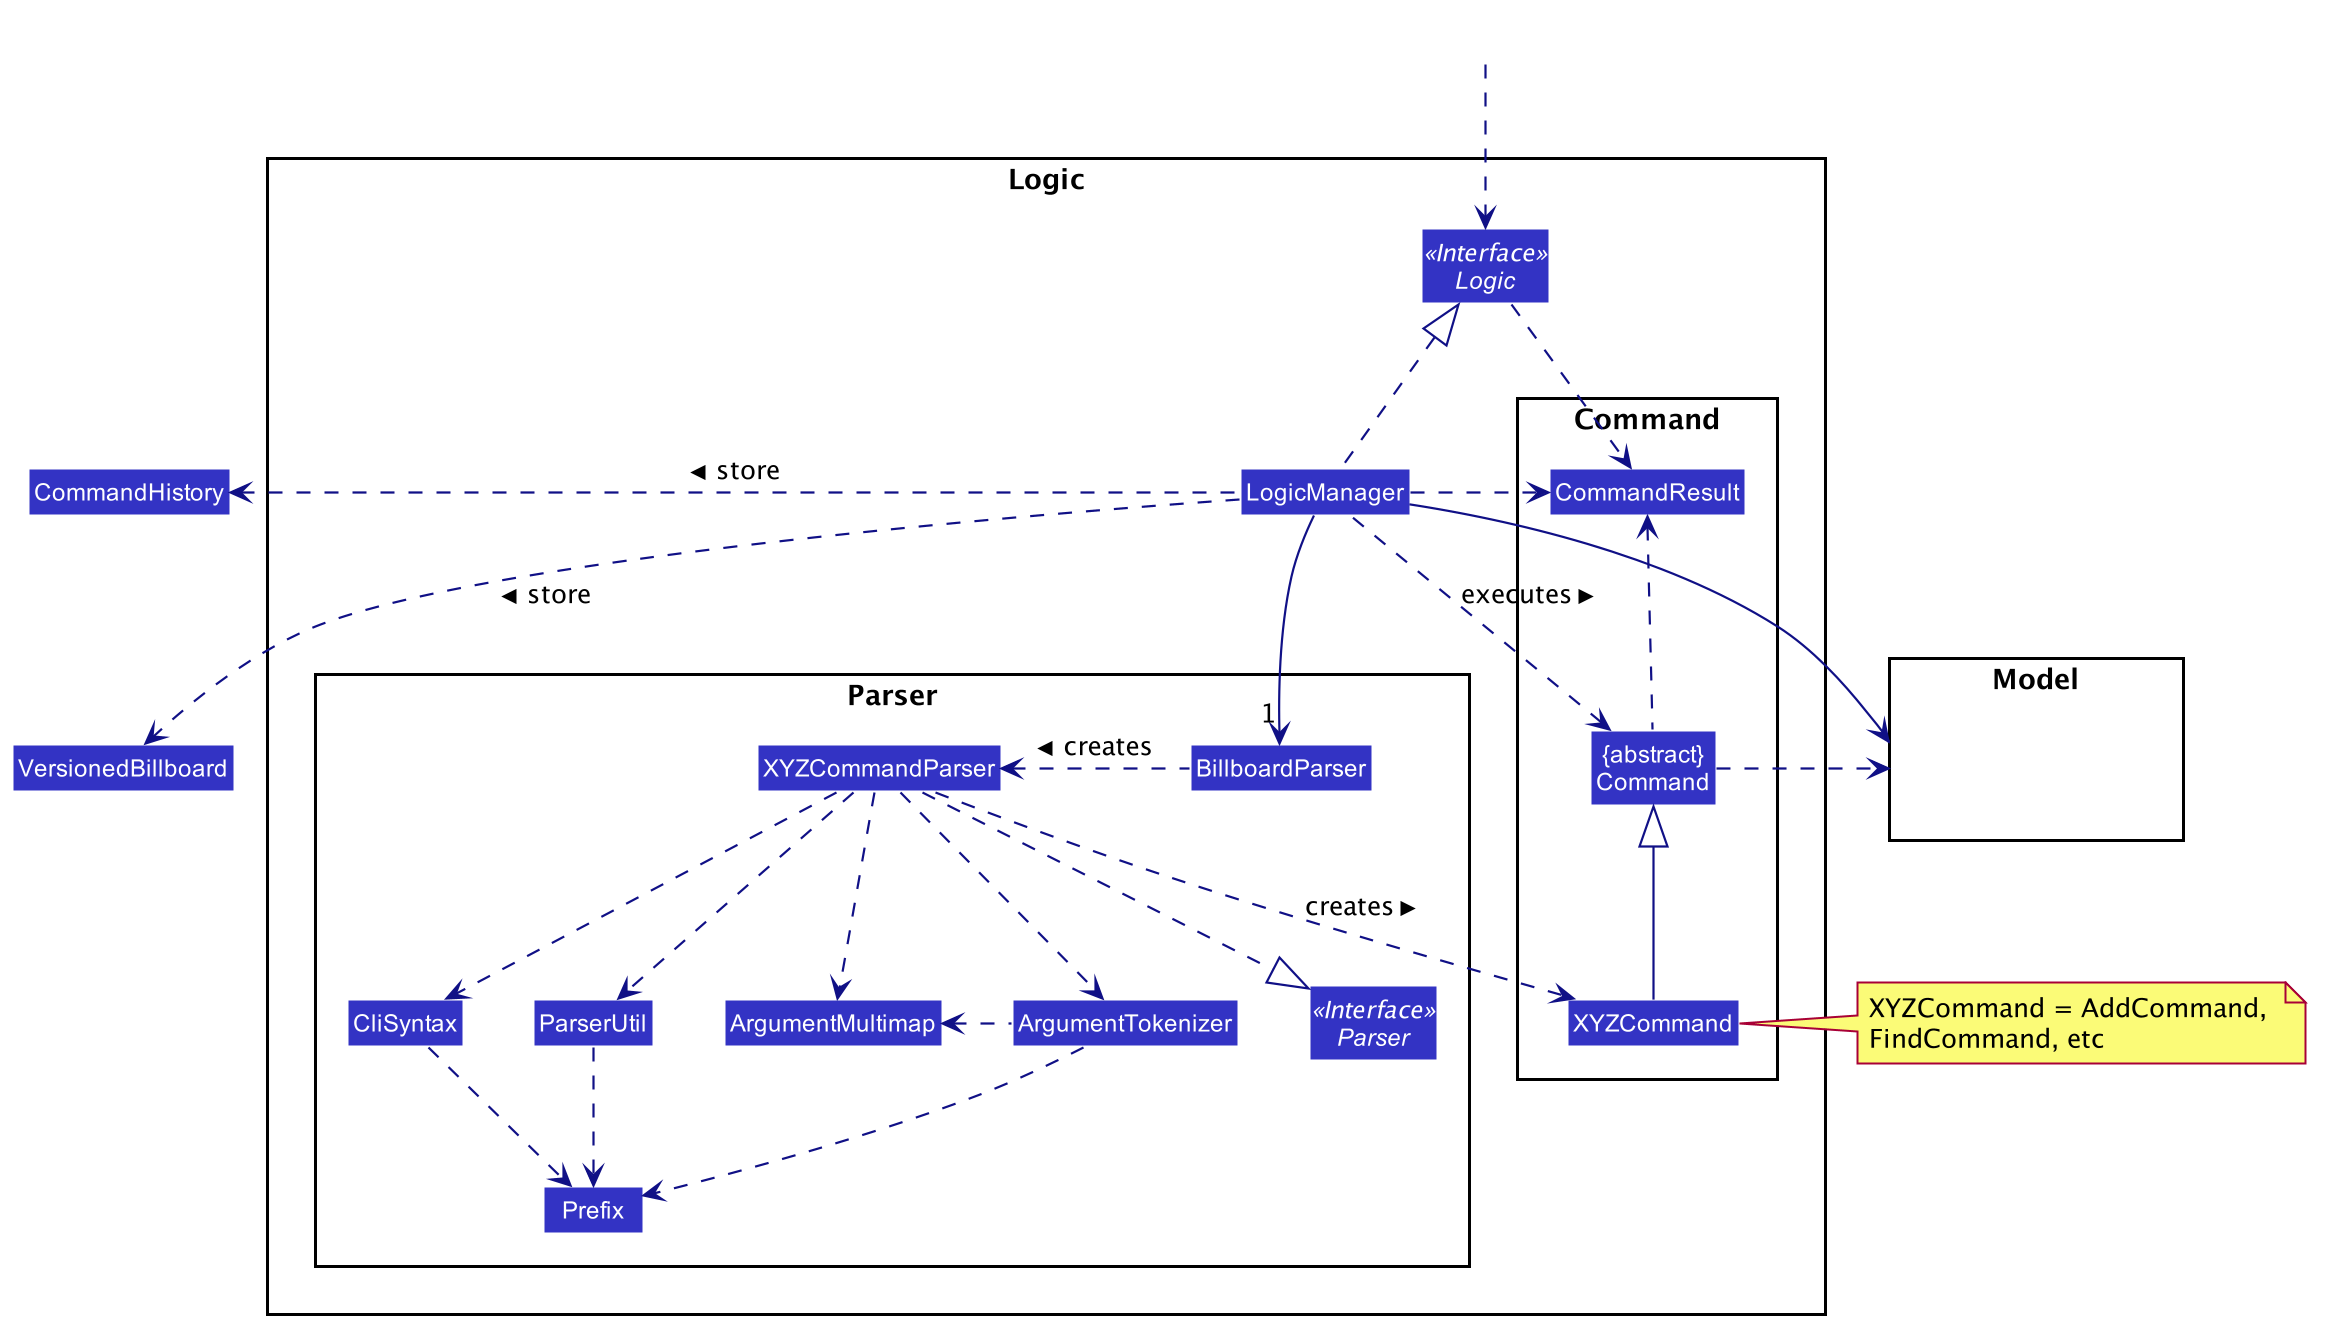 Logic
«Interface»
Logic
Command
◄ store
CommandHistory
LogicManager
CommandResult
◄ store
executes ►
Parser
Model
1
◄ creates
VersionedBillboard
XYZCommandParser
BillboardParser
{abstract}
Command
creates ►
CliSyntax
ParserUtil
ArgumentMultimap
ArgumentTokenizer
«Interface»
Parser
XYZCommand
XYZCommand = AddCommand,
FindCommand, etc
Prefix